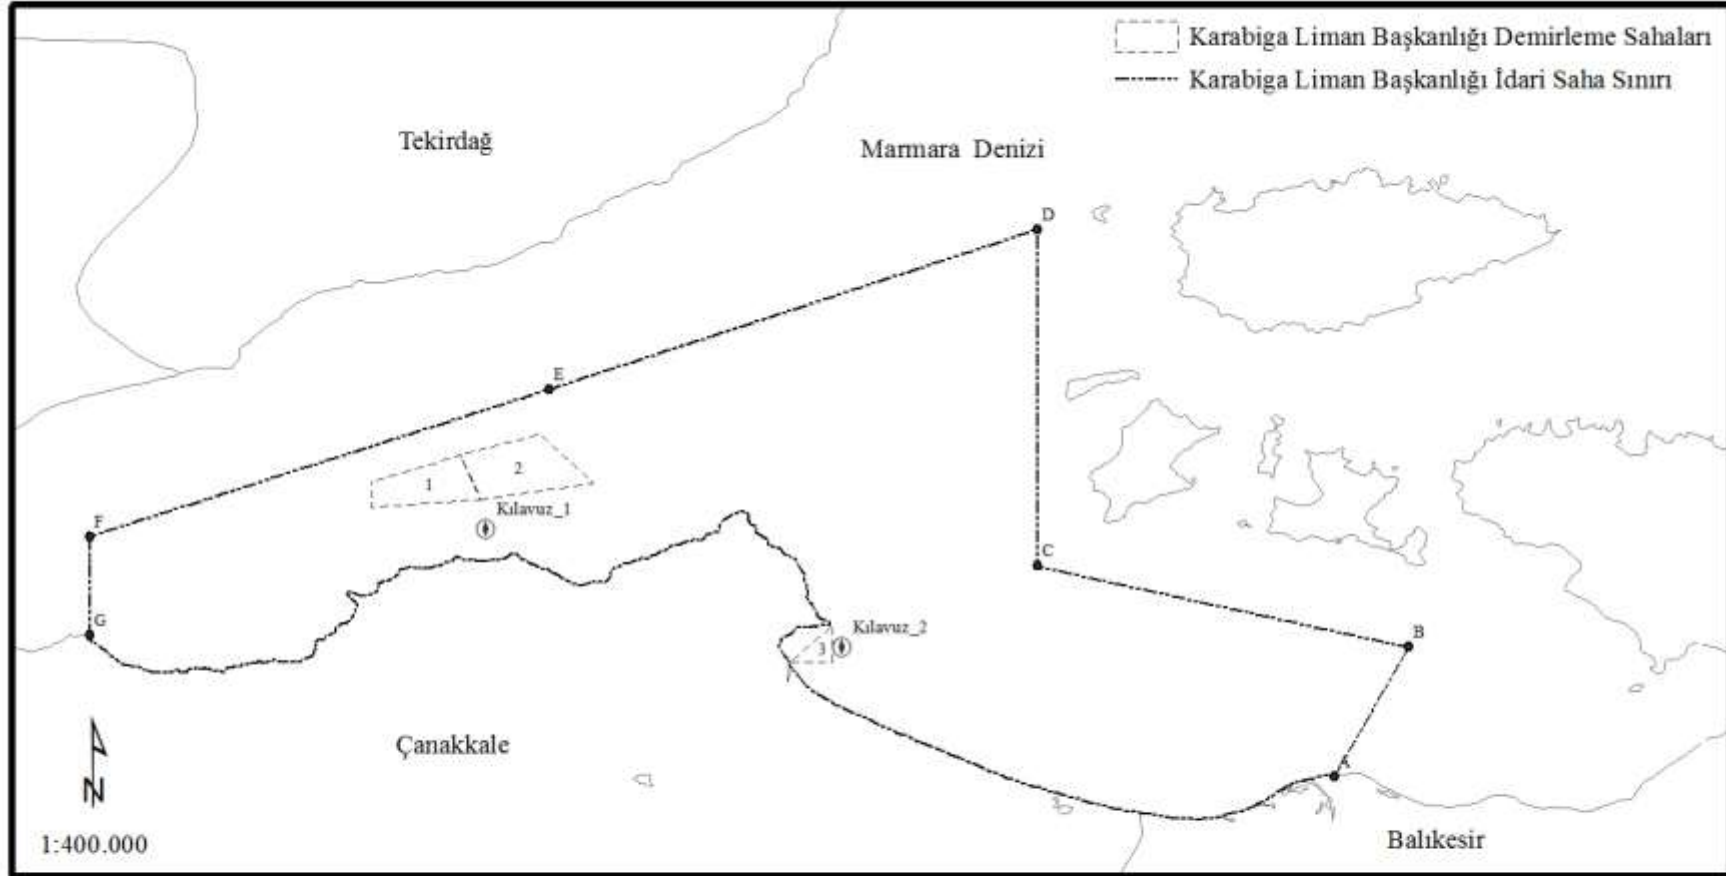 Karabiga Liman Başkanlığı Demirleme Sahaları
Karabiga Liman Başkanlığı İdari Saha Sınırı
Tekirdağ
Marmara Denizi
D
E
2
1
Kılavuz_1
F
C
G
Kılavuz_2
B
3
Çanakkale
A
N
1:400.000
Balıkesir